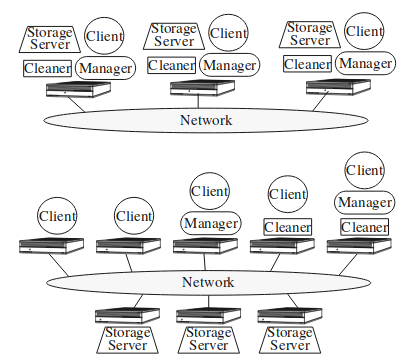 Storage
Server
Client
Cleaner
Manager
Storage
Server
Client
Cleaner
Manager
Storage
Server
Client
Cleaner
Manager
Network
Client
Client
Client
Manager
Client
Cleaner
Client
Manager
Cleaner
Network
Storage
Server
Storage
Server
Storage
Server